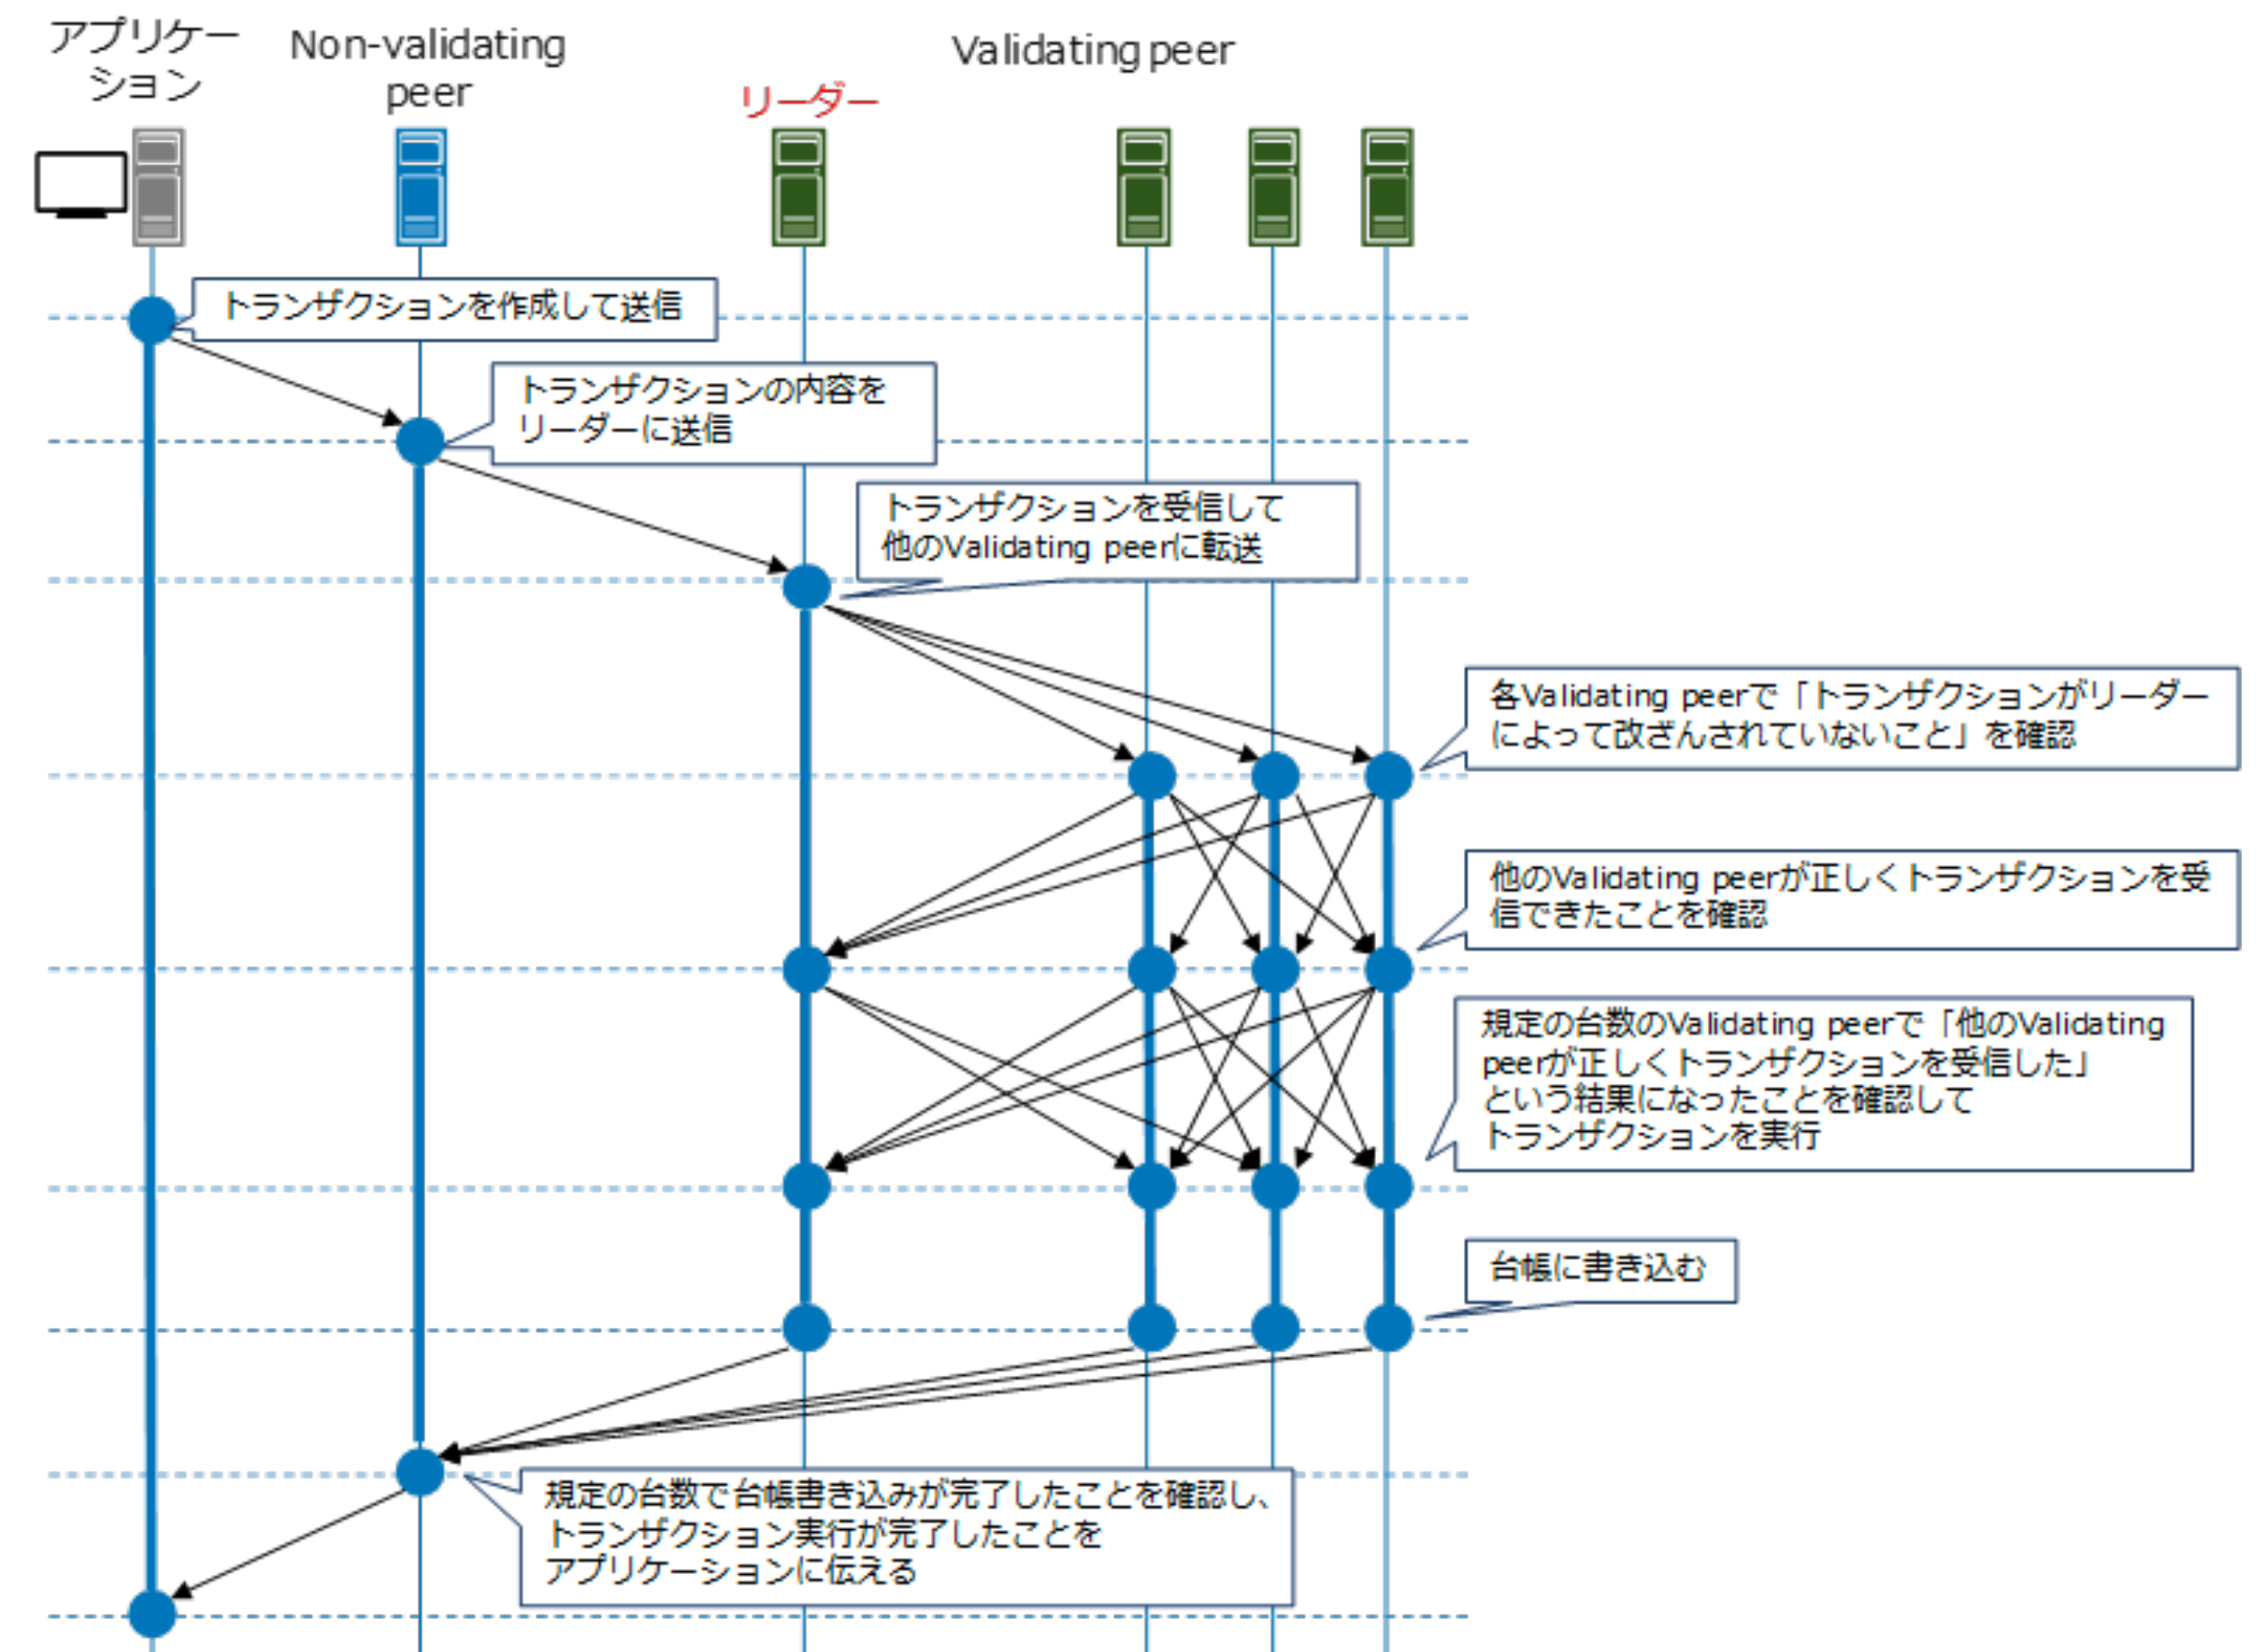 アプリケー
ション
Non-validating
peer
Validating peer
リーダー
トランザクションを作成して送信
トランザクションの内容を
リーダーに送信
トランザクションを受信して
他のValidating peerに転送
各Validating peerで「トランザクションがリーダー
によって改ざんされていないこと」を確認
他のValidating peerが正しくトランザクションを受
信できたことを確認
規定の台数のValidating peerで「他のValidating
peerが正しくトランザクションを受信した」
という結果になったことを確認して
トランザクションを実行
台帳に書き込む
規定の台数で台帳書き込みが完了したことを確認し、
トランザクション実行が完了したことを
アプリケーションに伝える